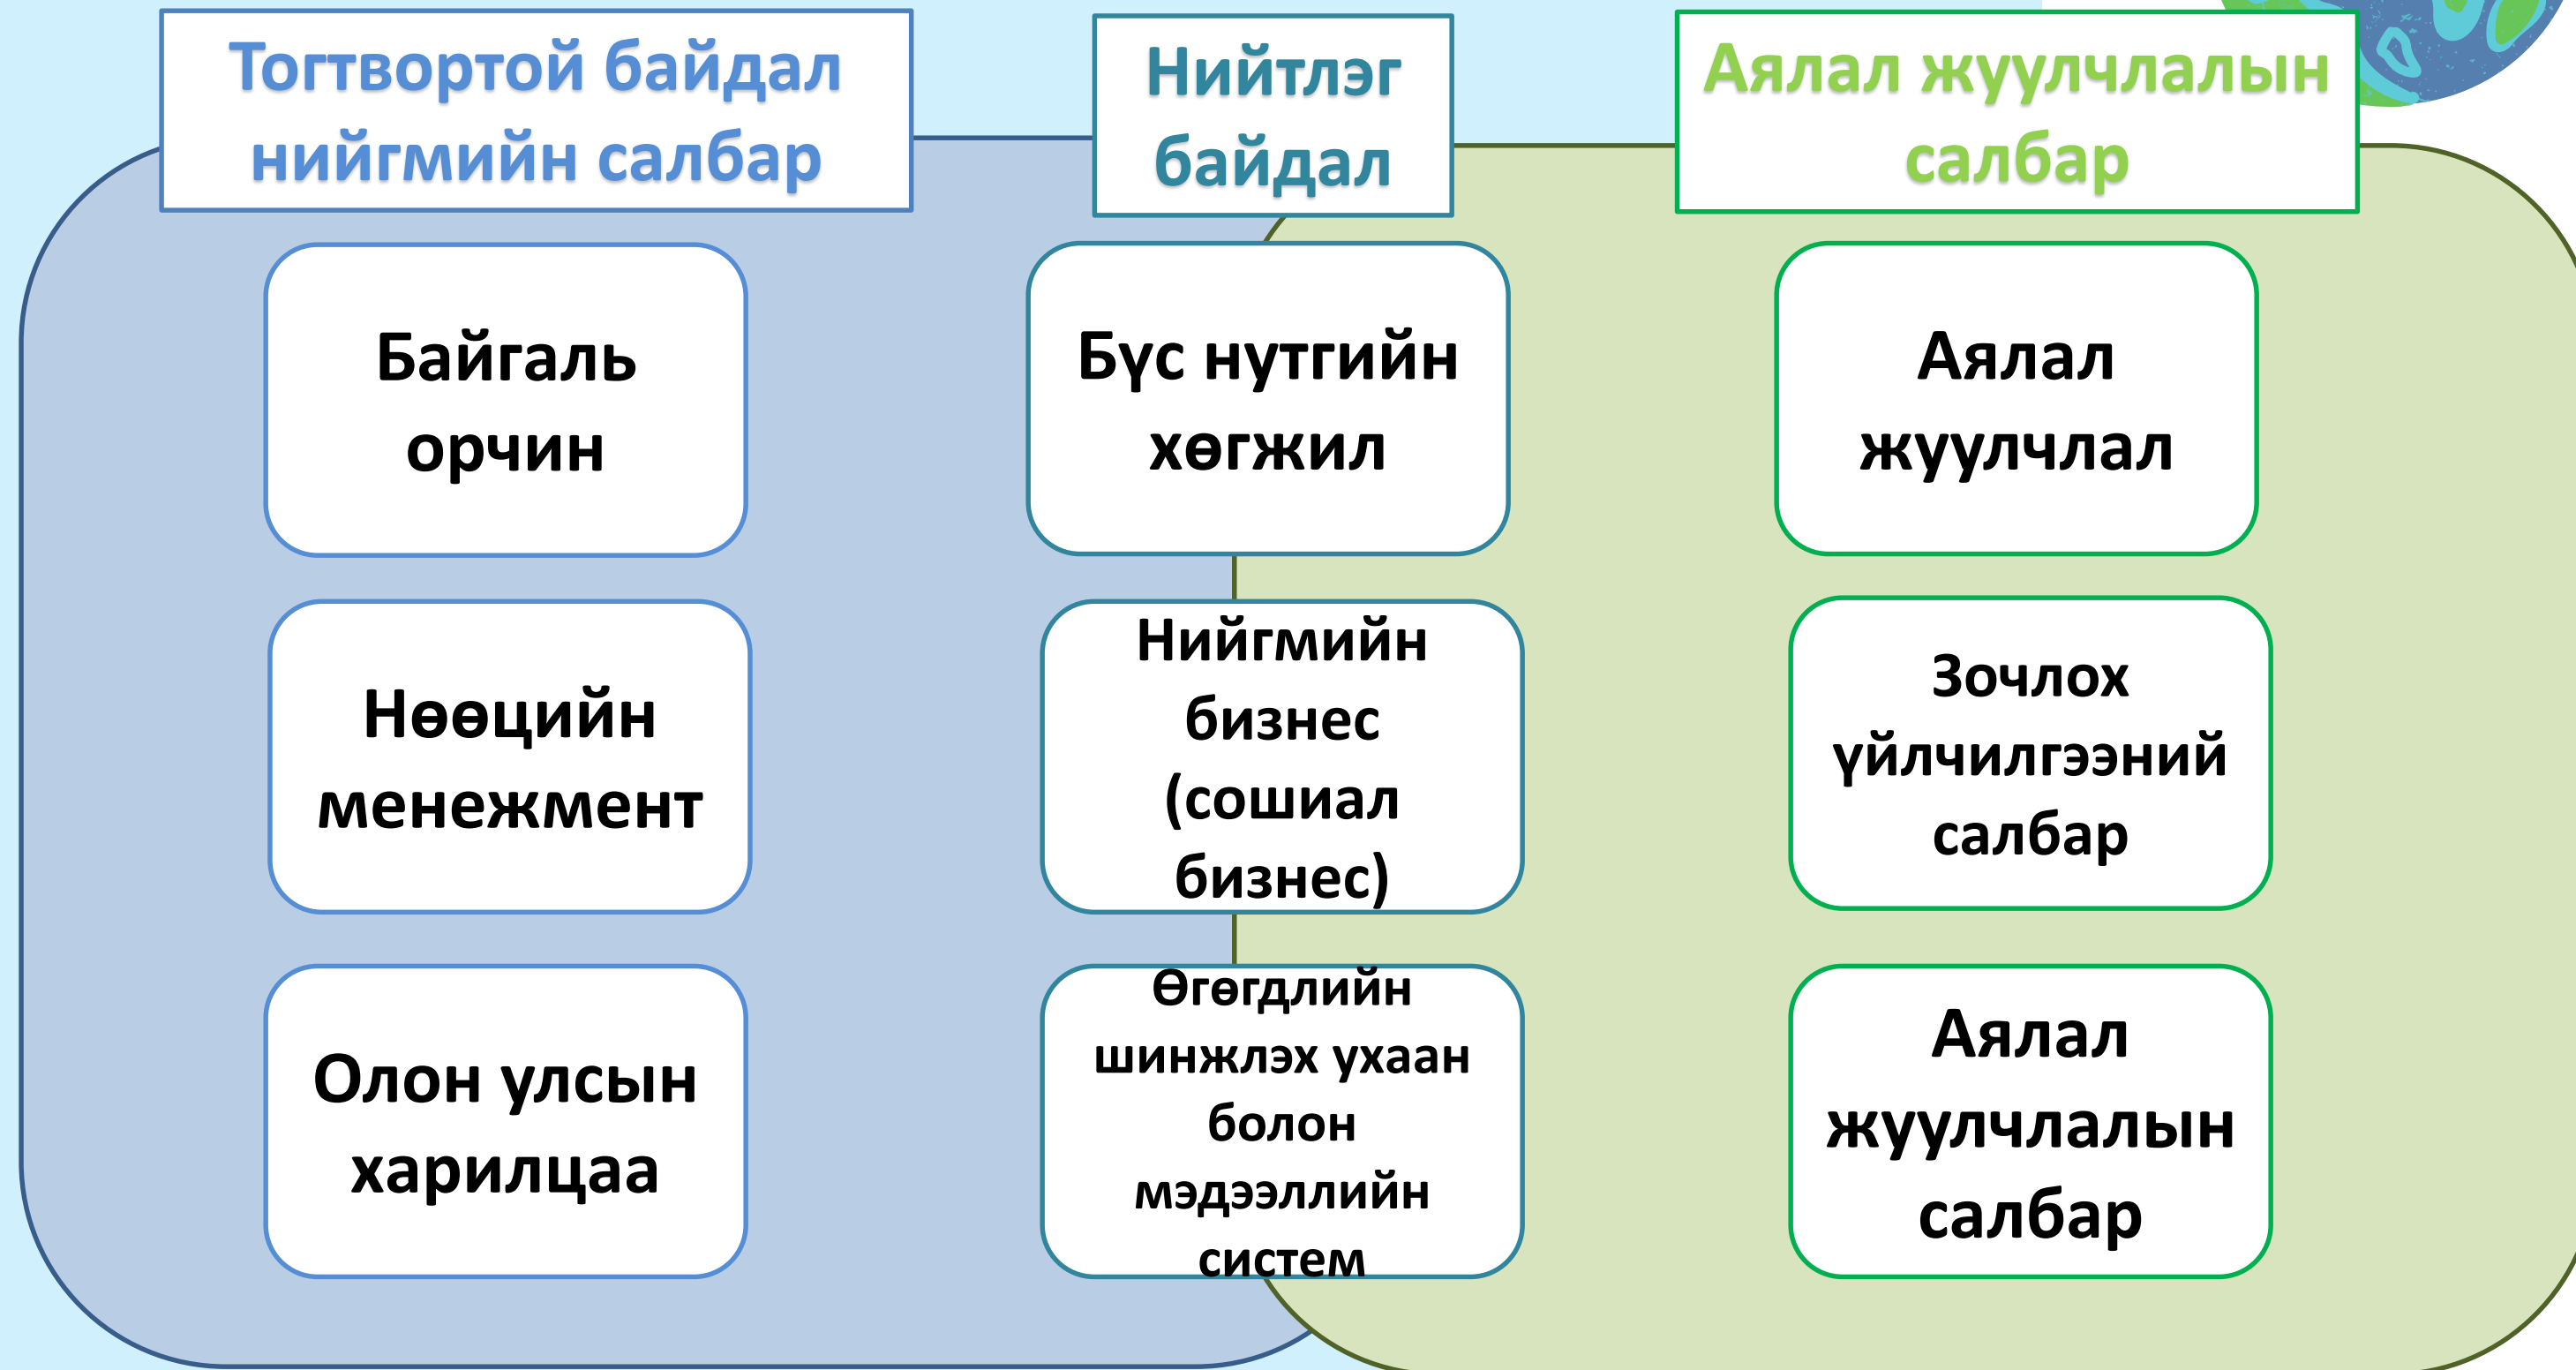 Тогтвортой байдал
нийгмийн салбар
Байгаль
орчин
Нөөцийн
менежмент
Олон улсын
харилцаа
Нийтлэг
байдал
Бүс нутгийн
хөгжил
Нийгмийн
бизнес
(сошиал
бизнес)
Өгөгдлийн
шинжлэх ухаан
болон
мэдээллийн
систем
Аялал жуулчлалын
салбар
Аялал
жуулчлал
Зочлох
үйлчилгээний
салбар
Аялал
жуулчлалын
салбар